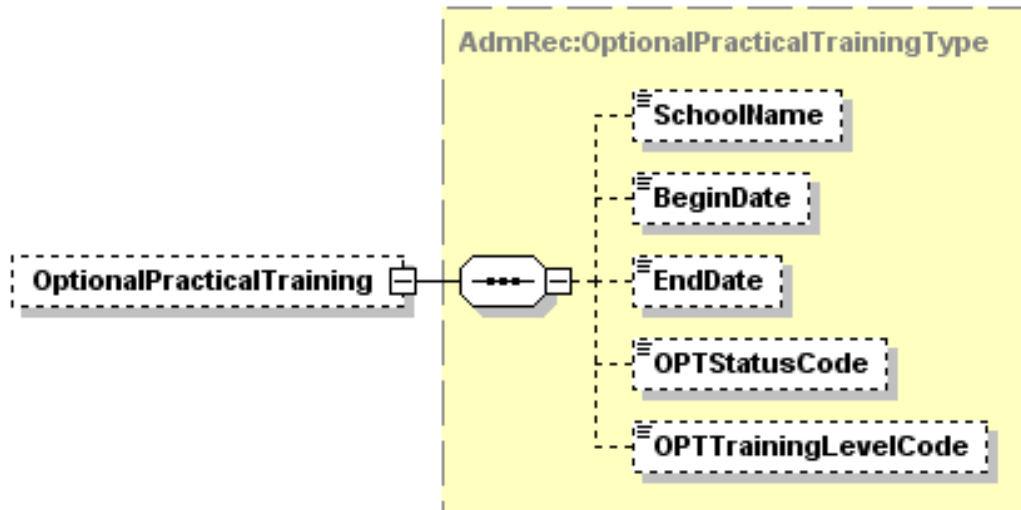 AdmRec:OptionalPracticalTrainingType
SchoolName
BeginDate
OptionalPracticalTraining
EndDate
OPTStatusCode
OPTTrainingLevelCode